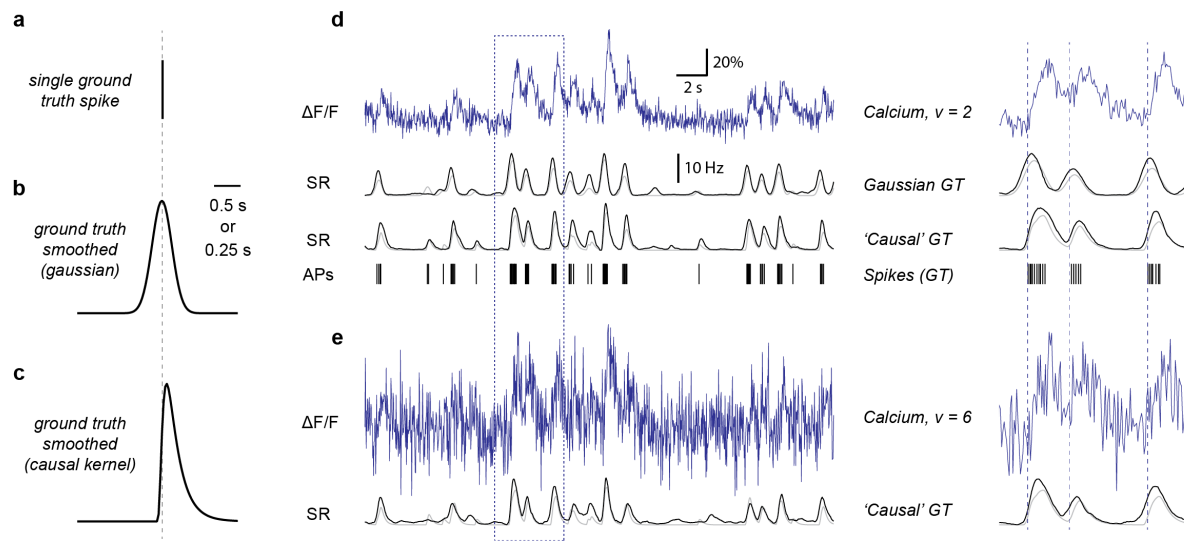 a
single ground
truth spike
b
0.5 s
or
0.25 s
ground truth
smoothed
(gaussian)
c
ground truth
smoothed
(causal kernel)
d
20%
2 s
ΔF/F
Calcium, ν = 2
10 Hz
SR
Gaussian GT
SR
‘Causal’ GT
APs
Spikes (GT)
e
ΔF/F
Calcium, ν = 6
SR
‘Causal’ GT